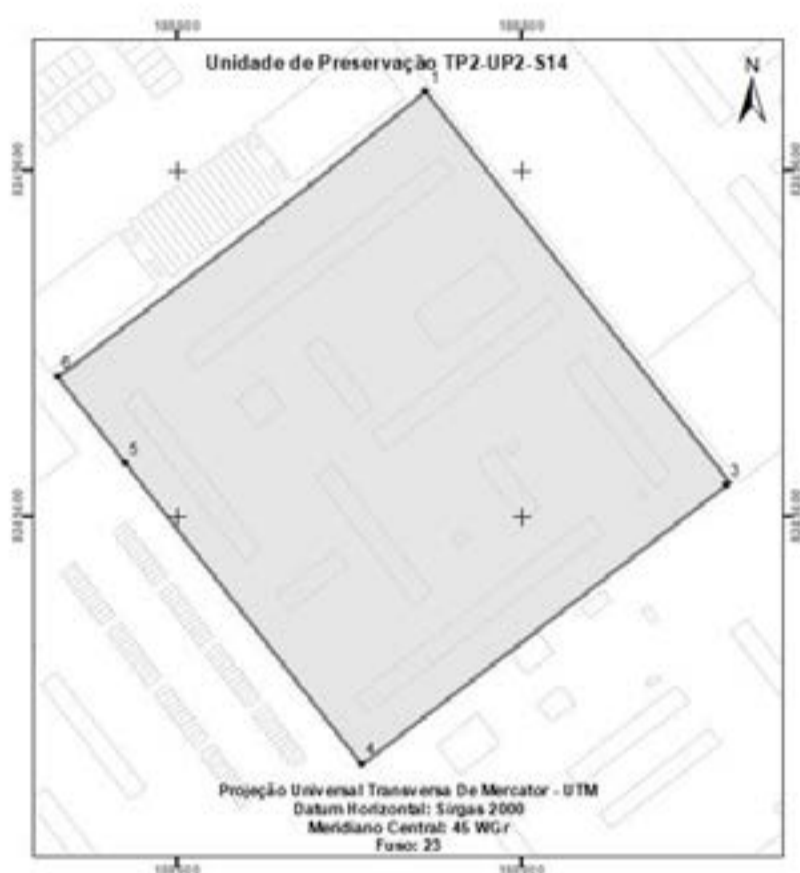 Unidade de Preservação TP2-UP2-S14
N
1
6
5
3
4
Projeção Universal Transversa De Mercator - UTM
Datum Horizontal: Sirgas 2000
Meridiano Central: 45 WGr
Fuso: 23